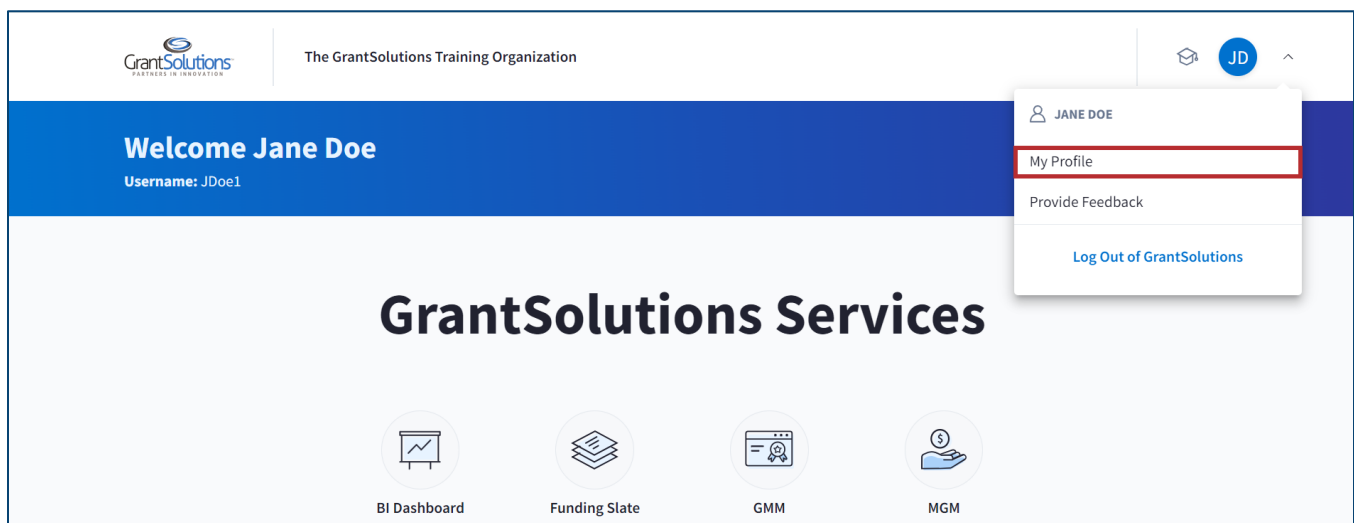 GrantSolutions
PARTNERS IN INNOVATION
The GrantSolutions Training Organization
JD
JANE DOE
My Profile
Provide Feedback
Log Out of GrantSolutions
Welcome Jane Doe
Username: JDoe1
GrantSolutions Services
$
BI Dashboard
Funding Slate
GMM
MGM